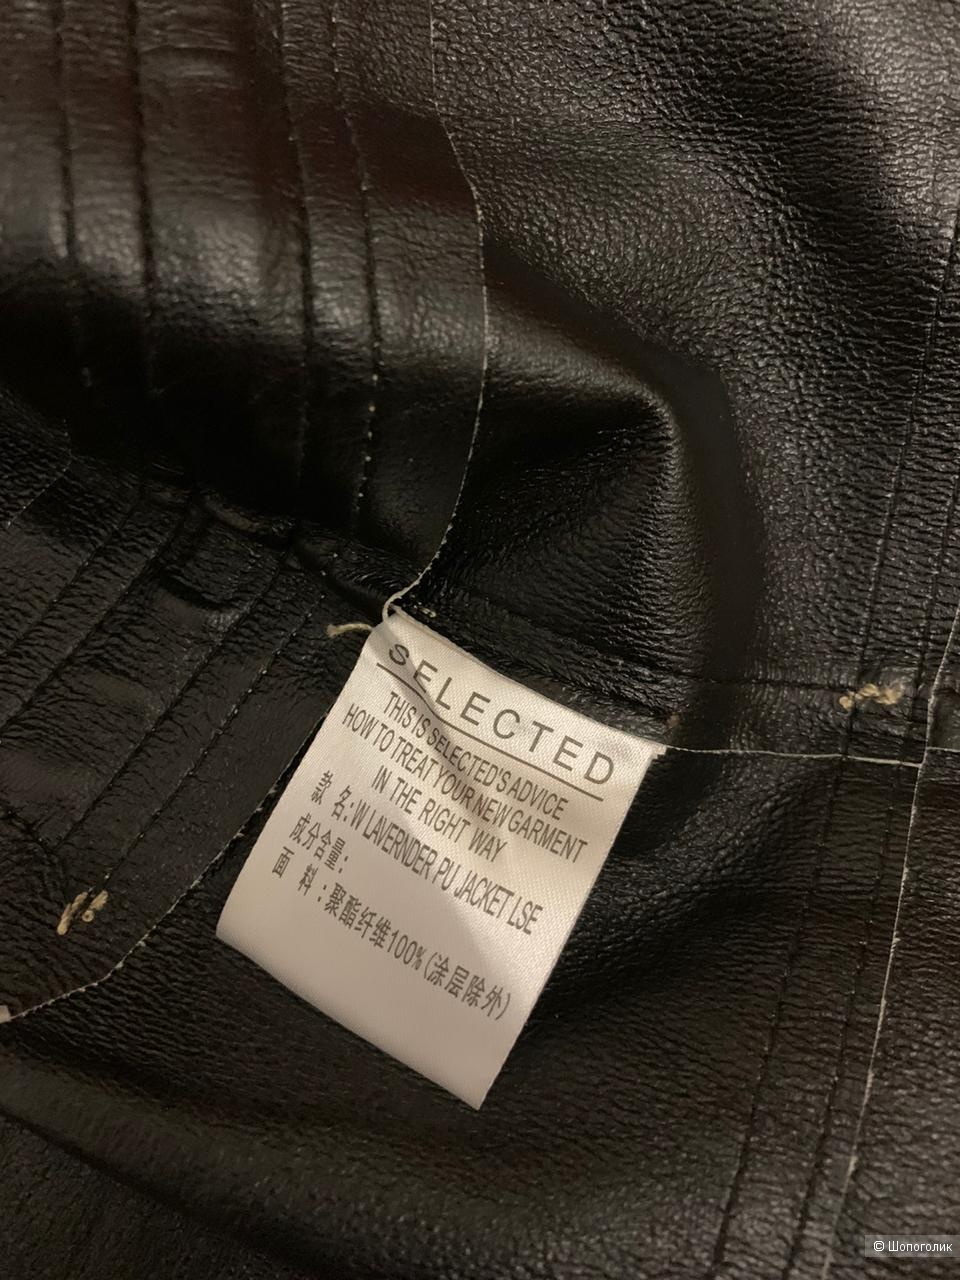 SELECTED
THIS IS SELECTED'S ADVICE
HOW TO TREAT YOUR NEW GARMENT
IN THE RIGHT WAY
款 名:W LAVERNDER PU JACKET LSE
成分含量:
面 料:聚酯纤维100%(涂层除外)
© Шопоголик